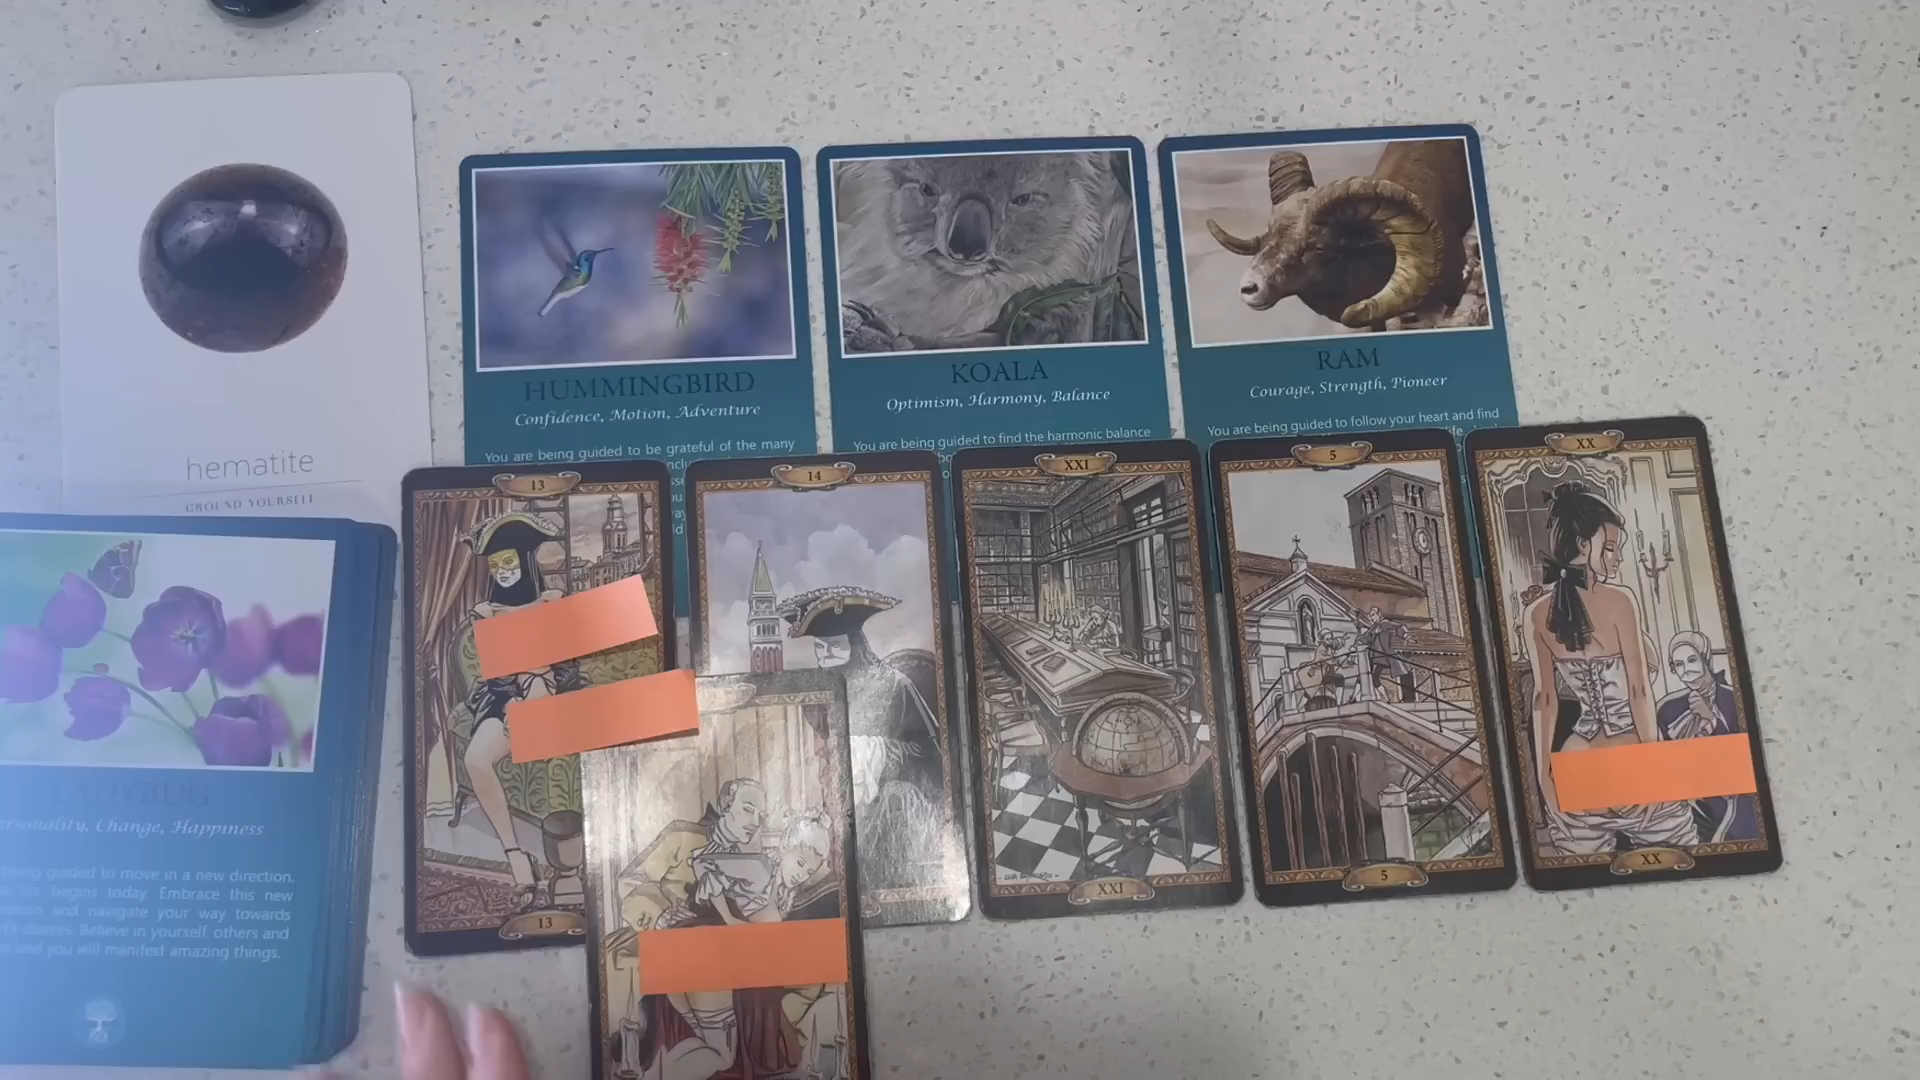 hematite
GROUND YOURSELF
HUMMINGBIRD
Confidence, Motion, Adventure
You are being guided to be grateful of the many
KOALA
Optimism, Harmony, Balance
You are being guided to find the harmonic balance
RAM
Courage, Strength, Pioneer
You are being guided to follow your heart and find
LADYBUG
Change, Happiness
guided to move in a new direction.
begins today. Embrace this new
and navigate your way towards
Believe in yourself, others and
and you will manifest amazing things.
13
13
14
XXI
XXI
5
5
XX
XX